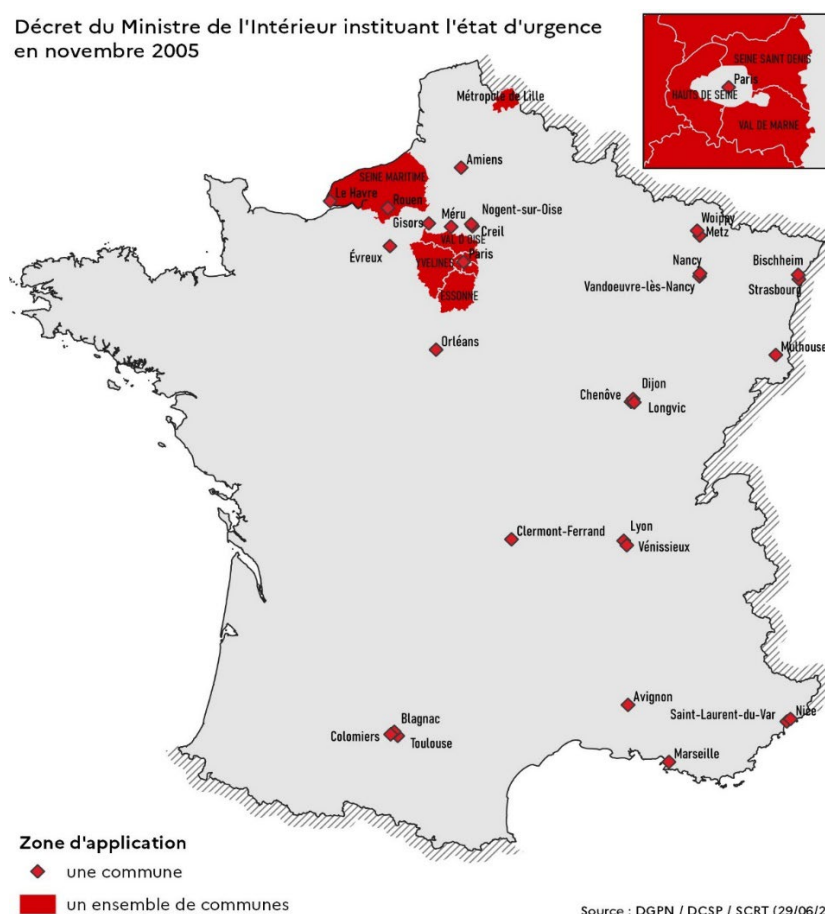 Décret du Ministre de l'Intérieur instituant l'état d'urgence
en novembre 2005
SEINE SAINT DENIS
Paris
HAUTS DE SEINE
VAL DE MARNE
Métropole de Lille
Amiens
SEINE MARITIME
Le Havre
Rouen
Gisors
Méru
Nogent-sur-Oise
Creil
VAL D'OISE
Évreux
YVELINES
Paris
ESSONNE
Woippy
Metz
Nancy
Vandoeuvre-lès-Nancy
Bischheim
Strasbourg
Orléans
Mulhouse
Dijon
Chenôve
Longvic
Clermont-Ferrand
Lyon
Vénissieux
Avignon
Saint-Laurent-du-Var
Nice
Blagnac
Colomiers
Toulouse
Marseille
Zone d'application
une commune
un ensemble de communes
Source : DGPN / DCSP / SCRT (29/06/2